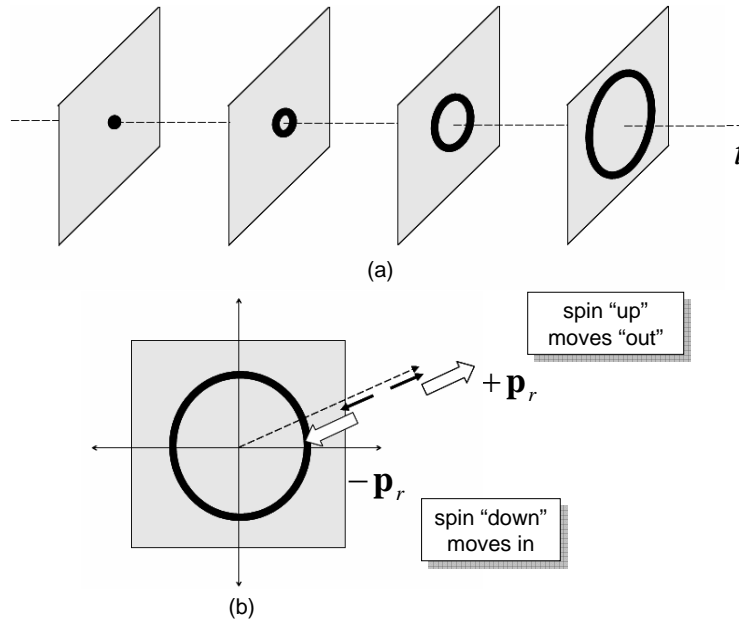 t
(a)
spin “up”
moves “out”
+p_r
−p_r
spin “down”
moves in
(b)